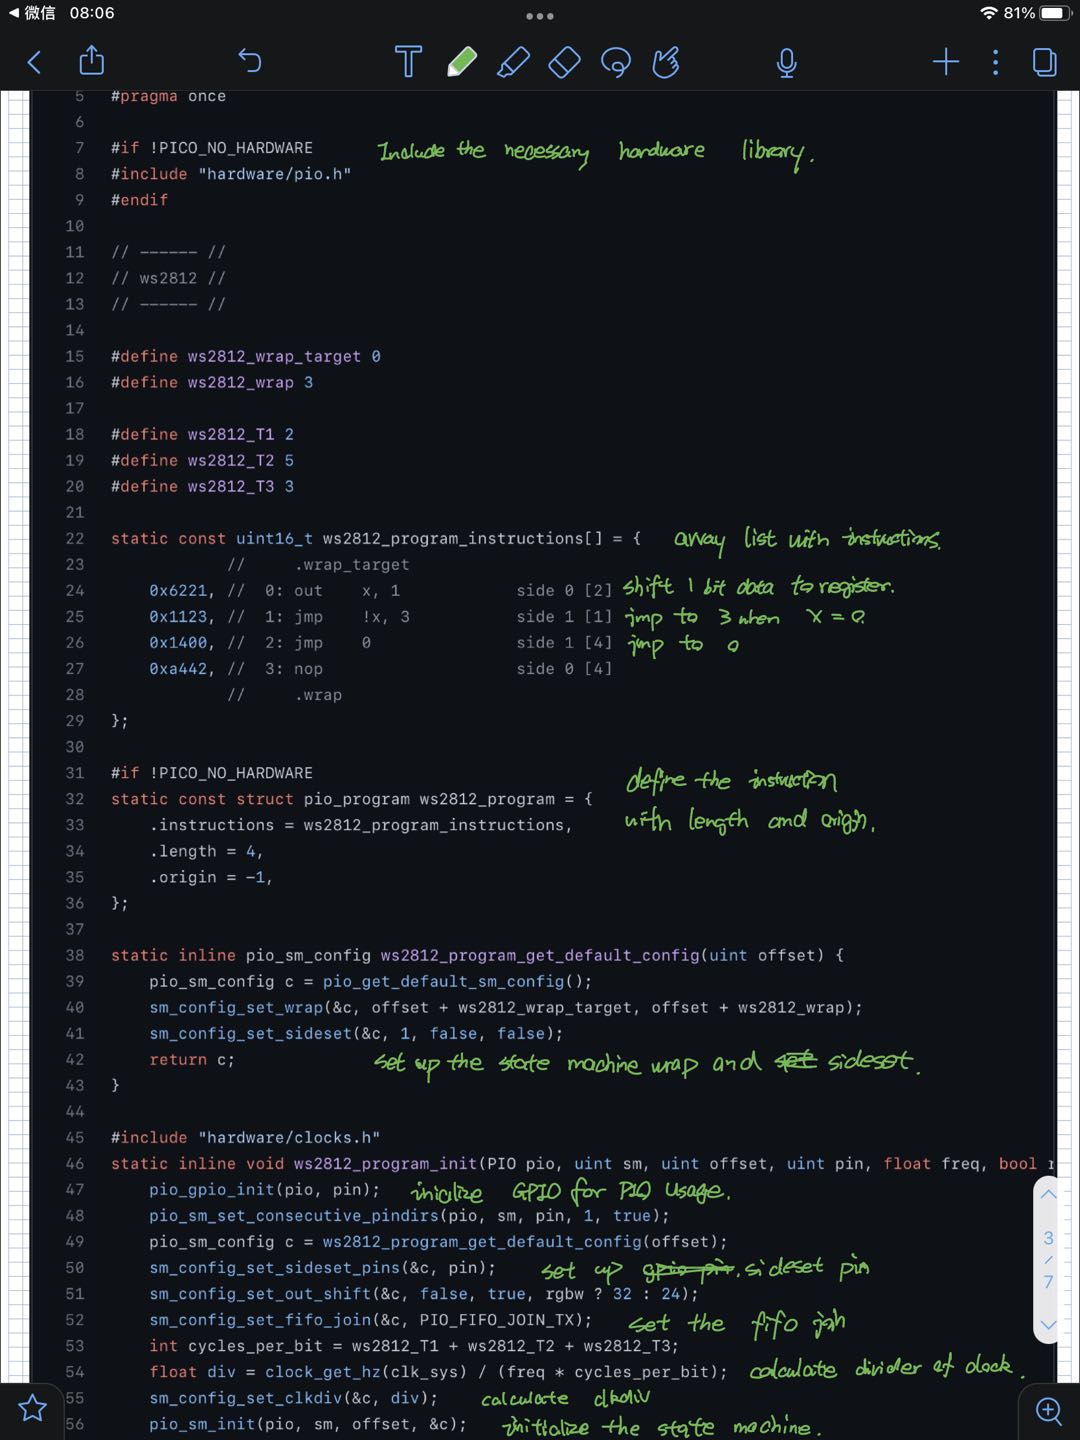 微信 08:06
81%
5 #pragma once
6
7 #if !PICO_NO_HARDWARE Include the necessary hardware library.
8 #include "hardware/pio.h"
9 #endif
10
11 // ------ //
12 // ws2812 //
13 // ------ //
14
15 #define ws2812_wrap_target 0
16 #define ws2812_wrap 3
17
18 #define ws2812_T1 2
19 #define ws2812_T2 5
20 #define ws2812_T3 3
21
22 static const uint16_t ws2812_program_instructions[] = { array list with instructions.
23 // .wrap_target
24 0x6221, // 0: out x, 1 side 0 [2] shift 1 bit data to register.
25 0x1123, // 1: jmp !x, 3 side 1 [1] jmp to 3 when x = 0.
26 0x1400, // 2: jmp 0 side 1 [4] jmp to 0
27 0xa442, // 3: nop side 0 [4]
28 // .wrap
29 };
30
31 #if !PICO_NO_HARDWARE define the instruction
32 static const struct pio_program ws2812_program = {
33 .instructions = ws2812_program_instructions, with length and origin.
34 .length = 4,
35 .origin = -1,
36 };
37
38 static inline pio_sm_config ws2812_program_get_default_config(uint offset) {
39 pio_sm_config c = pio_get_default_sm_config();
40 sm_config_set_wrap(&c, offset + ws2812_wrap_target, offset + ws2812_wrap);
41 sm_config_set_sideset(&c, 1, false, false);
42 return c; set up the state machine wrap and set sideset.
43 }
44
45 #include "hardware/clocks.h"
46 static inline void ws2812_program_init(PIO pio, uint sm, uint offset, uint pin, float freq, bool r
47 pio_gpio_init(pio, pin); inialize GPIO for PIO usage.
48 pio_sm_set_consecutive_pindirs(pio, sm, pin, 1, true);
49 pio_sm_config c = ws2812_program_get_default_config(offset);
50 sm_config_set_sideset_pins(&c, pin); set up gpio pin. sideset pin
51 sm_config_set_out_shift(&c, false, true, rgbw ? 32 : 24);
52 sm_config_set_fifo_join(&c, PIO_FIFO_JOIN_TX); set the fifo join
53 int cycles_per_bit = ws2812_T1 + ws2812_T2 + ws2812_T3;
54 float div = clock_get_hz(clk_sys) / (freq * cycles_per_bit); calculate divider of clock.
55 sm_config_set_clkdiv(&c, div); calculate clkdiv
56 pio_sm_init(pio, sm, offset, &c); initialize the state machine.
3
/
7